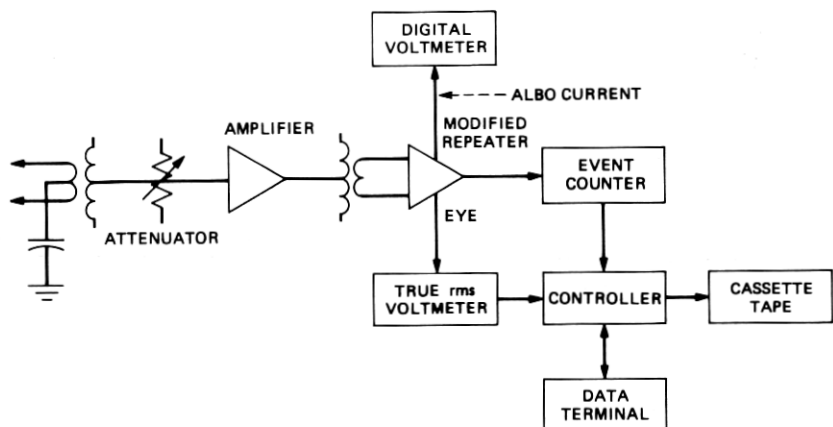 DIGITAL
VOLTMETER
ALBO CURRENT
AMPLIFIER
MODIFIED
REPEATER
EVENT
COUNTER
ATTENUATOR
EYE
TRUE rms
VOLTMETER
CONTROLLER
CASSETTE
TAPE
DATA
TERMINAL